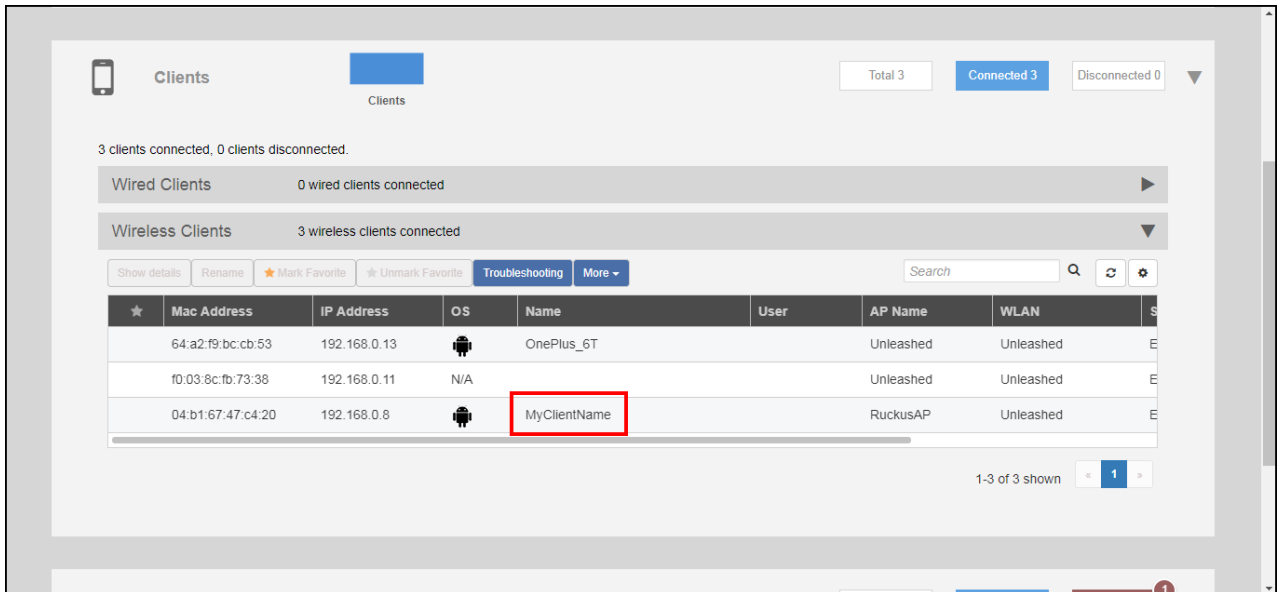 Clients
Clients
Total 3
Connected 3
Disconnected 0
3 clients connected, 0 clients disconnected.
Wired Clients 0 wired clients connected
Wireless Clients 3 wireless clients connected
Show details Rename Mark Favorite Unmark Favorite Troubleshooting More Search
Mac Address IP Address OS Name User AP Name WLAN S
64:a2:f9:bc:cb:53 192.168.0.13 OnePlus_6T Unleashed Unleashed E
f0:03:8c:fb:73:38 192.168.0.11 N/A Unleashed Unleashed E
04:b1:67:47:c4:20 192.168.0.8 MyClientName RuckusAP Unleashed E
1-3 of 3 shown « 1 »
1